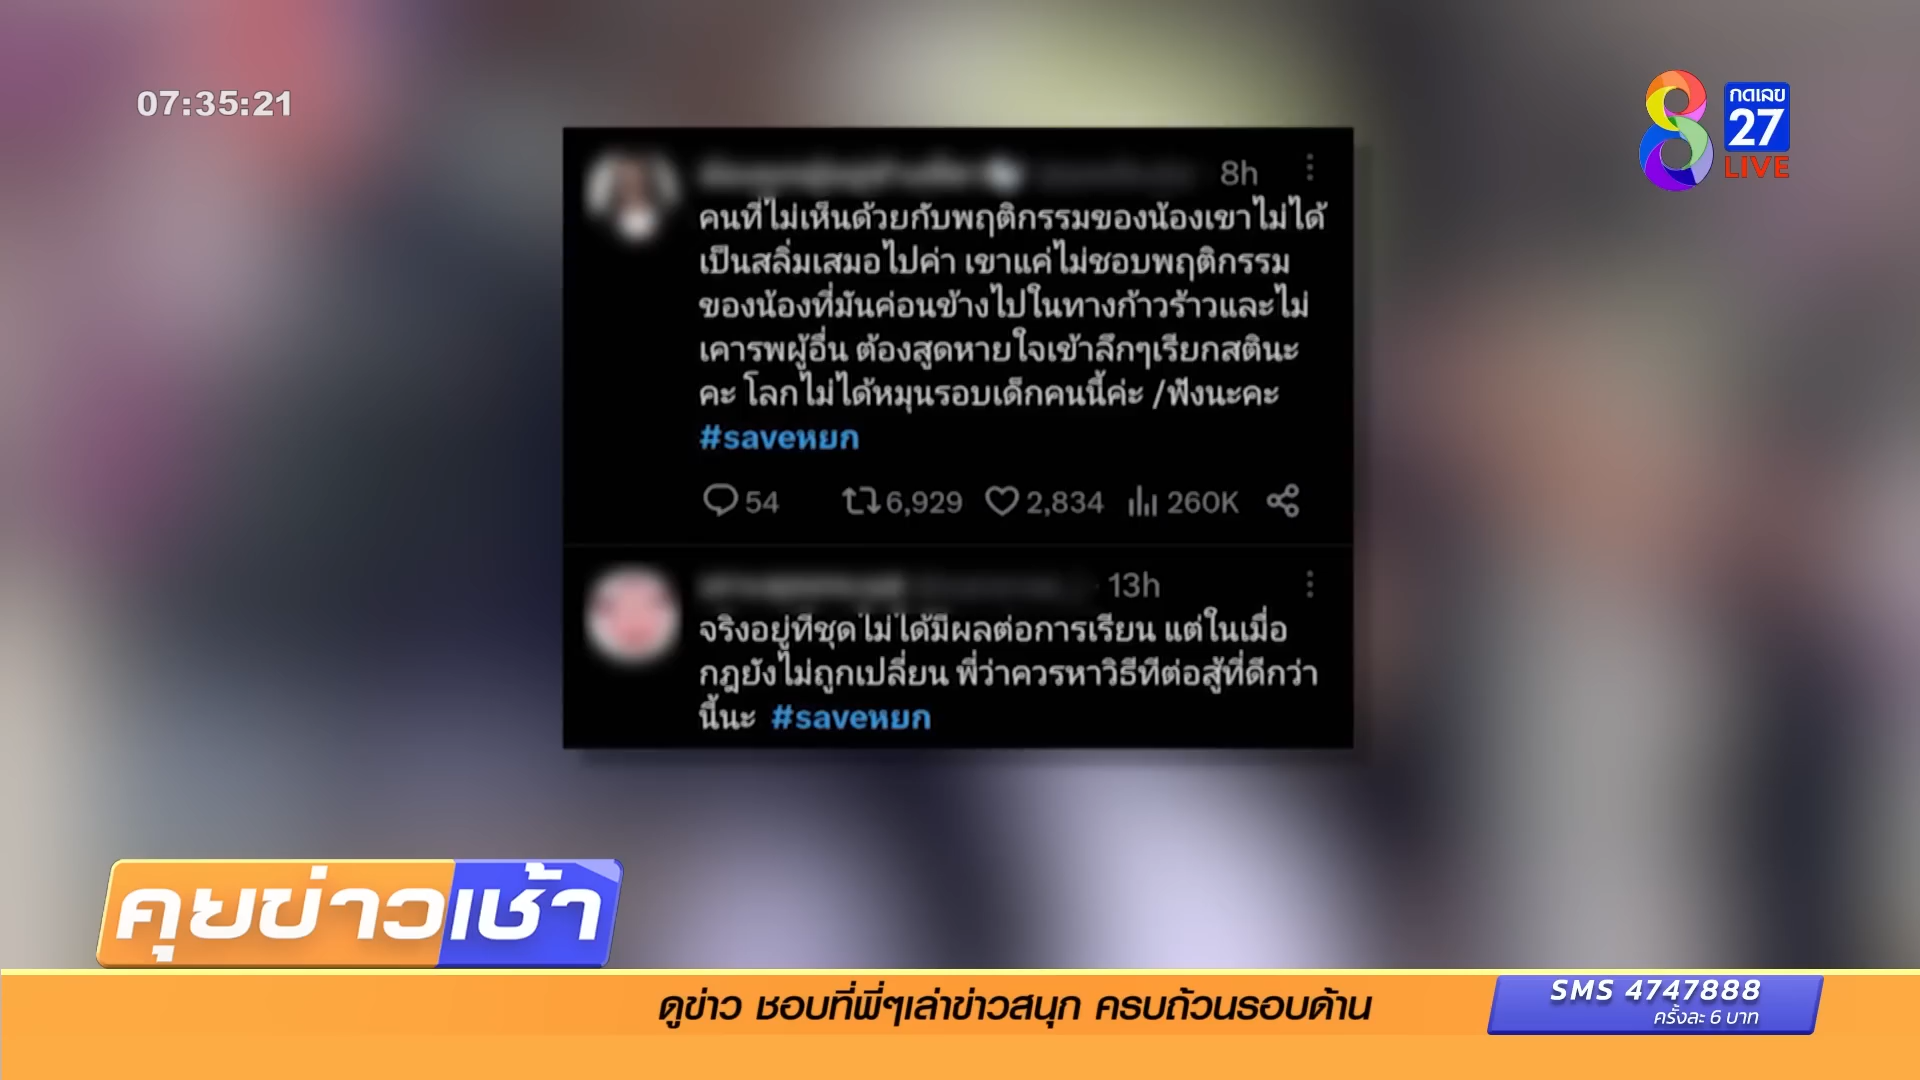 07:35:21
กดเลข
27
LIVE
8h
คนที่ไม่เห็นด้วยกับพฤติกรรมของน้องเขาไม่ได้
เป็นสลิ่มเสมอไปค่า เขาแค่ไม่ชอบพฤติกรรม
ของน้องที่มันค่อนข้างไปในทางก้าวร้าวและไม่
เคารพผู้อื่น ต้องสูดหายใจเข้าลึกๆเรียกสตินะ
คะ โลกไม่ได้หมุนรอบเด็กคนนี้ค่ะ /ฟังนะคะ
#saveหยก
54 6,929 2,834 260K
· 13h
จริงอยู่ที่ชุดไม่ได้มีผลต่อการเรียน แต่ในเมื่อ
กฎยังไม่ถูกเปลี่ยน พี่ว่าควรหาวิธีที่ต่อสู้ที่ดีกว่า
นี้นะ #saveหยก
คุยข่าวเช้า
ดูข่าว ชอบที่พี่ๆเล่าข่าวสนุก ครบถ้วนรอบด้าน
SMS 4747888
ครั้งละ 6 บาท